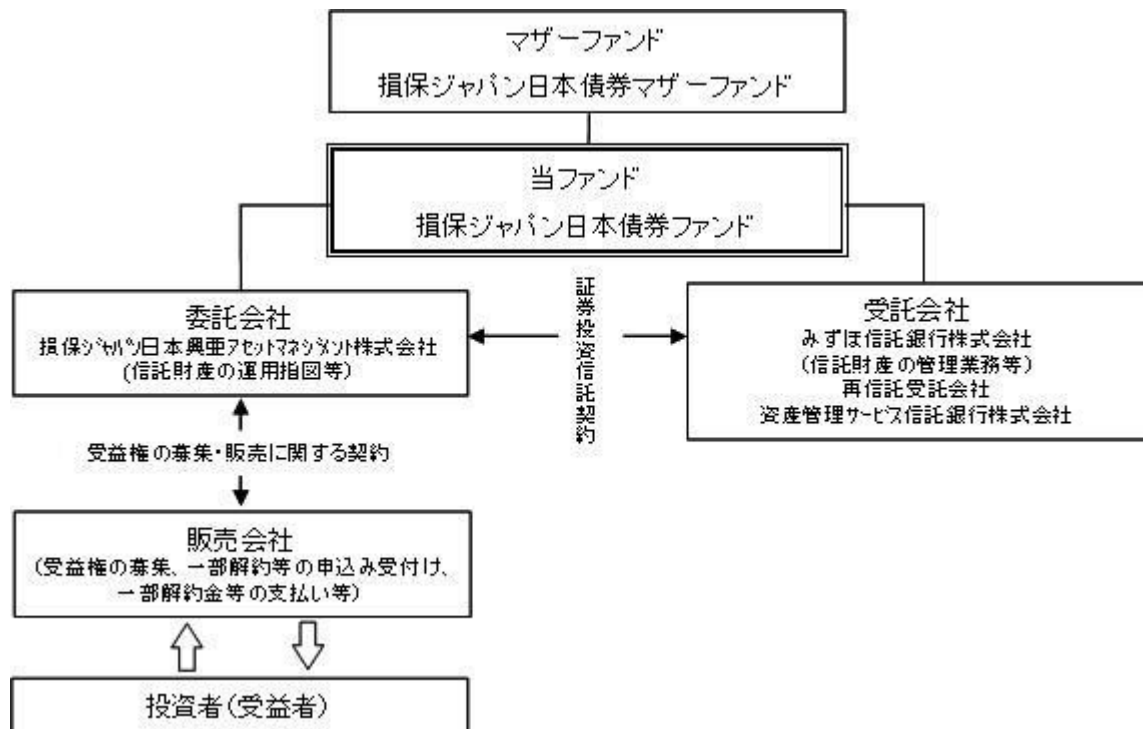 マザーファンド
損保ジャパン日本債券マザーファンド
当ファンド
損保ジャパン日本債券ファンド
委託会社
損保ジャパン日本興亜アセットマネジメント株式会社
(信託財産の運用指図等)
証券投資信託契約
受託会社
みずほ信託銀行株式会社
(信託財産の管理業務等)
再信託受託会社
資産管理サービス信託銀行株式会社
受益権の募集・販売に関する契約
販売会社
(受益権の募集、一部解約等の申込み受付け、
一部解約金等の支払い等)
投資者(受益者)